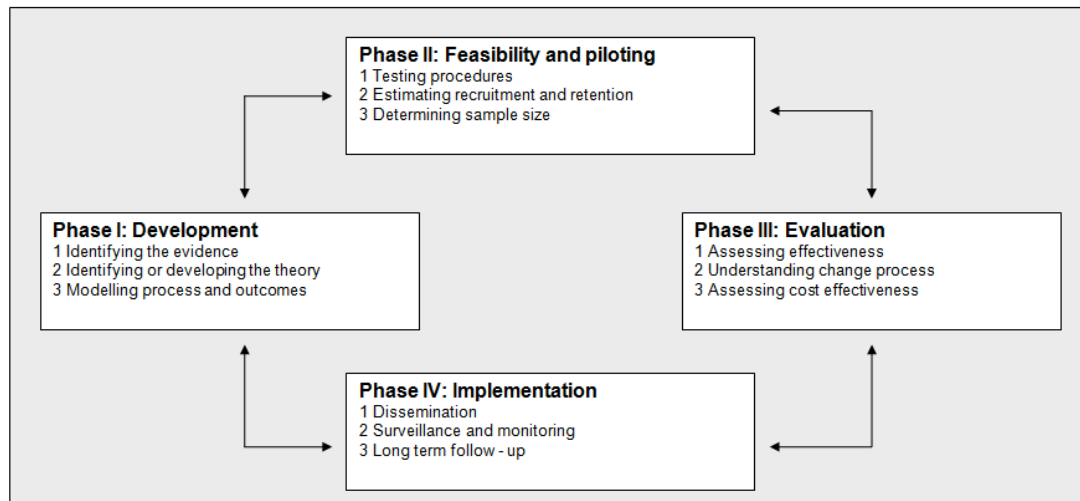 Phase II: Feasibility and piloting
1 Testing procedures
2 Estimating recruitment and retention
3 Determining sample size
Phase I: Development
1 Identifying the evidence
2 Identifying or developing the theory
3 Modelling process and outcomes
Phase III: Evaluation
1 Assessing effectiveness
2 Understanding change process
3 Assessing cost effectiveness
Phase IV: Implementation
1 Dissemination
2 Surveillance and monitoring
3 Long term follow - up